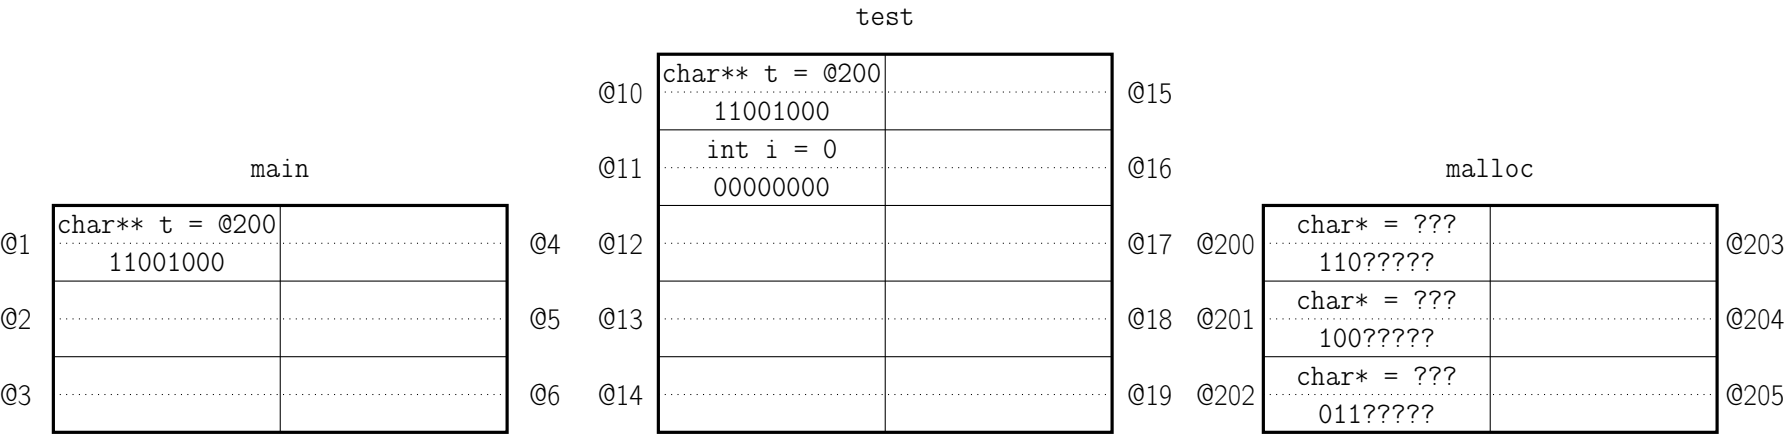 test
char** t = @200
@10 @15
11001000
int i = 0
@11 @16
00000000
main
malloc
char** t = @200
char* = ???
@1 @4 @12 @17 @200 @203
11001000
110?????
char* = ???
@2 @5 @13 @18 @201 @204
100?????
char* = ???
@3 @6 @14 @19 @202 @205
011?????